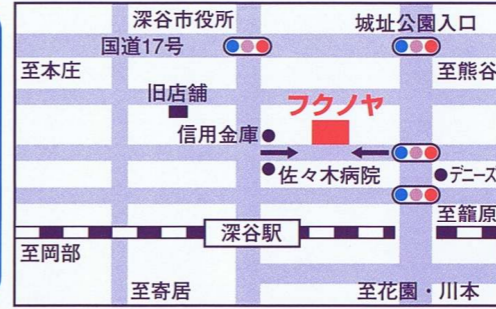 深谷市役所
城址公園入口
国道17号
至本庄
至熊谷
旧店舗
フクノヤ
信用金庫
佐々木病院
デニーズ
至籠原
深谷駅
至岡部
至寄居
至花園・川本